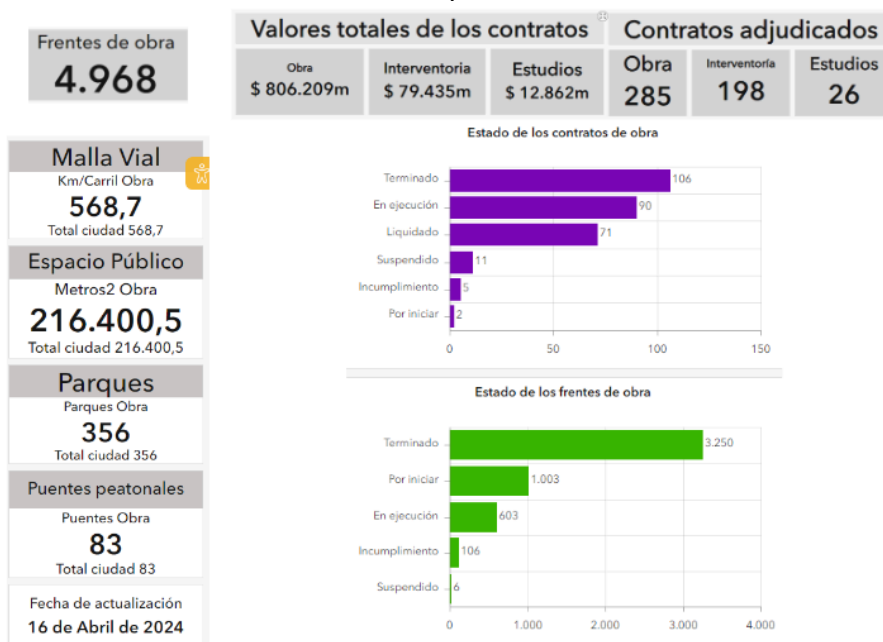 Frentes de obra
4.968
Valores totales de los contratos
Contratos adjudicados
Obra
$ 806.209m
Interventoria
$ 79.435m
Estudios
$ 12.862m
Obra
285
Interventoría
198
Estudios
26
Malla Vial
Km/Carril Obra
568,7
Total ciudad 568,7
Espacio Público
Metros2 Obra
216.400,5
Total ciudad 216.400,5
Parques
Parques Obra
356
Total ciudad 356
Puentes peatonales
Puentes Obra
83
Total ciudad 83
Fecha de actualización
16 de Abril de 2024
Estado de los contratos de obra
Terminado 106
En ejecución 90
Liquidado 71
Suspendido 11
Incumplimiento 5
Por iniciar 2
0 50 100 150
Estado de los frentes de obra
Terminado 3.250
Por iniciar 1.003
En ejecución 603
Incumplimiento 106
Suspendido 6
0 1.000 2.000 3.000 4.000